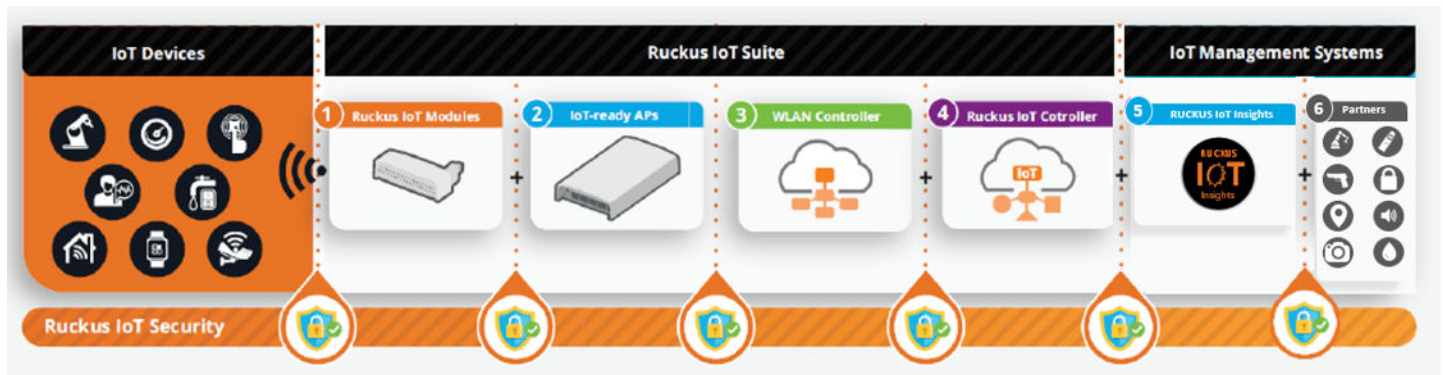 IoT Devices
Ruckus IoT Suite
IoT Management Systems
1 Ruckus IoT Modules
2 IoT-ready APs
3 WLAN Controller
4 Ruckus IoT Cotroller
5 RUCKUS IoT Insights
6 Partners
IoT
RUCKUS
IOT
Insights
+
+
+
+
+
Ruckus IoT Security